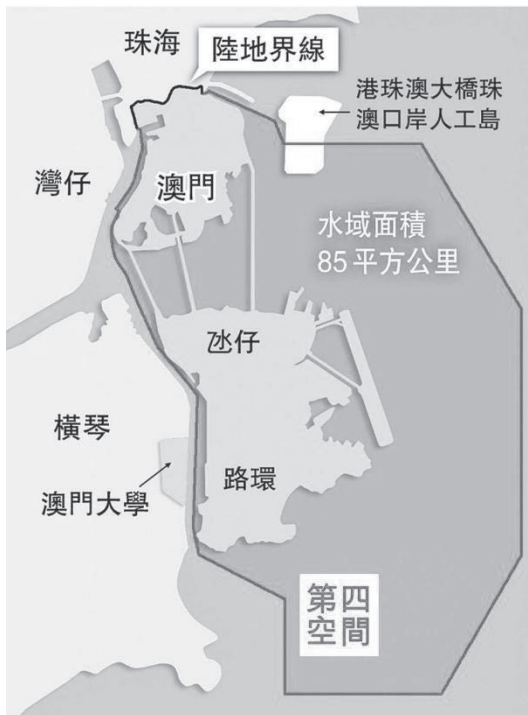 珠海
陸地界線
港珠澳大橋珠
澳口岸人工島
灣仔
澳門
水域面積
85平方公里
氹仔
橫琴
澳門大學
路環
第四
空間